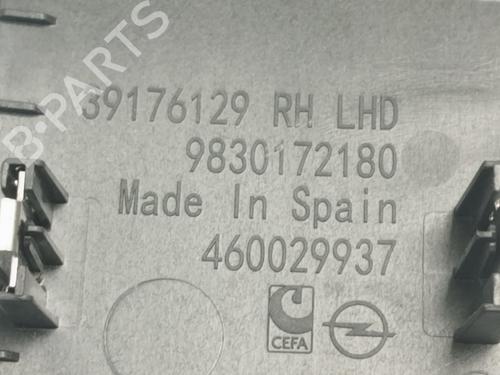 39176129 RH LHD
9830172180
Made In Spain
460029937
CEFA
B-PARTS